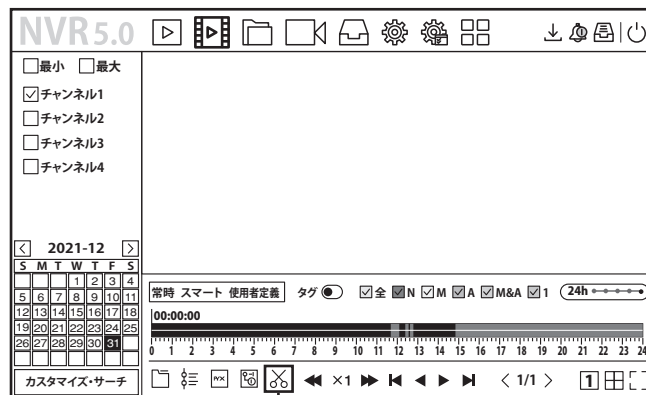 NVR 5.0
最小 最大
チャンネル1
チャンネル2
チャンネル3
チャンネル4
2021-12
S M T W T F S
1 2 3 4
5 6 7 8 9 10 11
12 13 14 15 16 17 18
19 20 21 22 23 24 25
26 27 28 29 30 31
カスタマイズ・サーチ
常時 スマート 使用者定義 タグ 全 N M A M&A 1 24h
00:00:00
0 1 2 3 4 5 6 7 8 9 10 11 12 13 14 15 16 17 18 19 20 21 22 23 24
×1 1/1 1